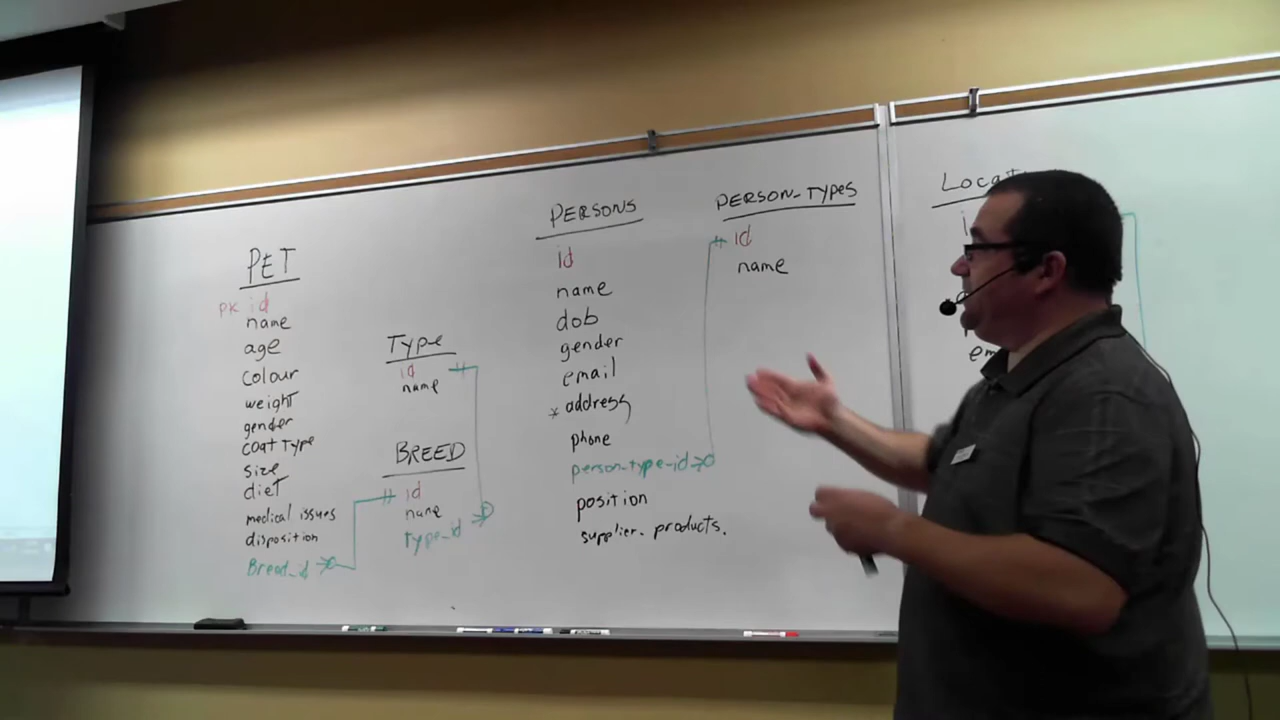 PET
PK id
name
age
colour
weight
gender
coat type
size
diet
medical issues
disposition
Breed_id
Type
id
name
BREED
id
name
type_id
PERSONS
id
name
dob
gender
email
* address
phone
person_type_id
position
supplier. products.
PERSON_TYPES
id
name